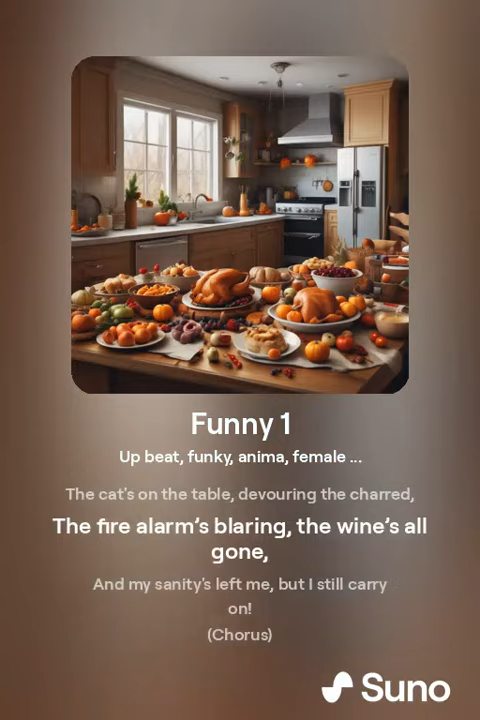 Funny 1
Up beat, funky, anima, female ...
The cat's on the table, devouring the charred,
The fire alarm's blaring, the wine's all
gone,
And my sanity's left me, but I still carry
on!
(Chorus)
Suno